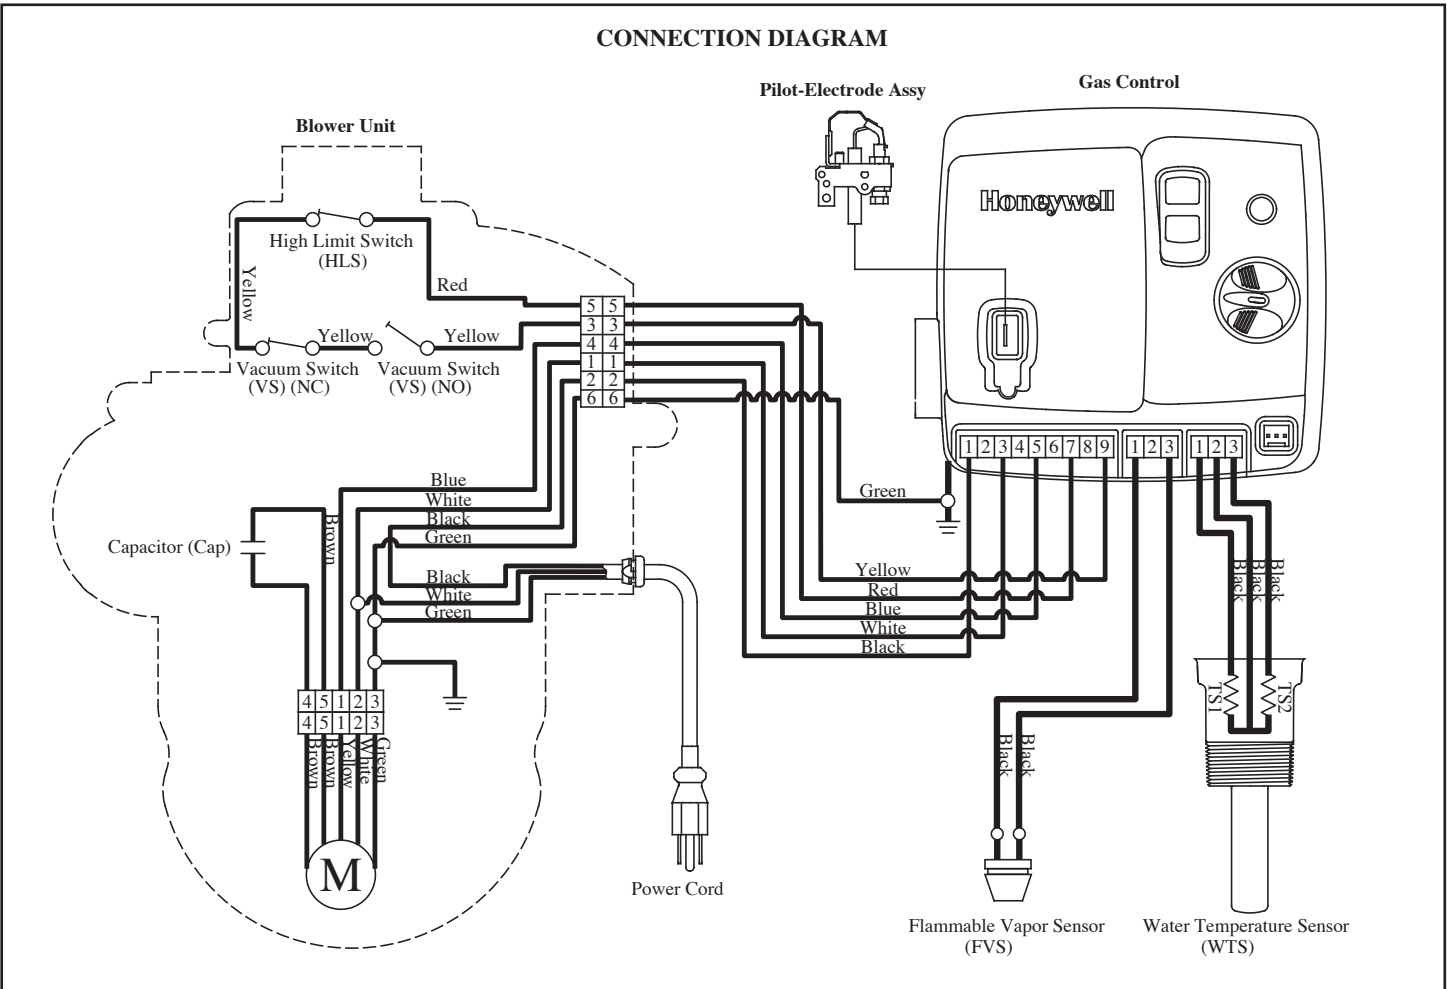 CONNECTION DIAGRAM
Gas Control
Pilot-Electrode Assy
Blower Unit
Honeywell
High Limit Switch
(HLS)
Yellow
Red
Yellow
Yellow
Vacuum Switch
(VS) (NC)
Vacuum Switch
(VS) (NO)
5 5
3 3
4 4
1 1
2 2
6 6
1 2 3 4 5 6 7 8 9
1 2 3
1 2 3
Blue
White
Black
Green
Green
Brown
Capacitor (Cap)
Black
White
Green
Yellow
Red
Blue
White
Black
Black
Black
Black
4 5 1 2 3
4 5 1 2 3
Brown
Brown
Yellow
White
Green
TS1
TS2
Black
Black
M
Power Cord
Flammable Vapor Sensor
(FVS)
Water Temperature Sensor
(WTS)